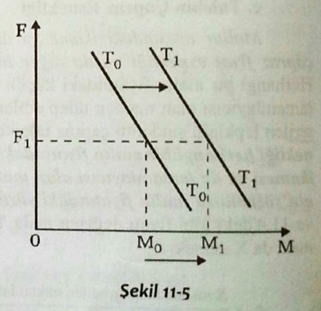 F
T₀ T₁
F₁
T₀ T₁
0 M₀ M₁ M
Şekil 11-5